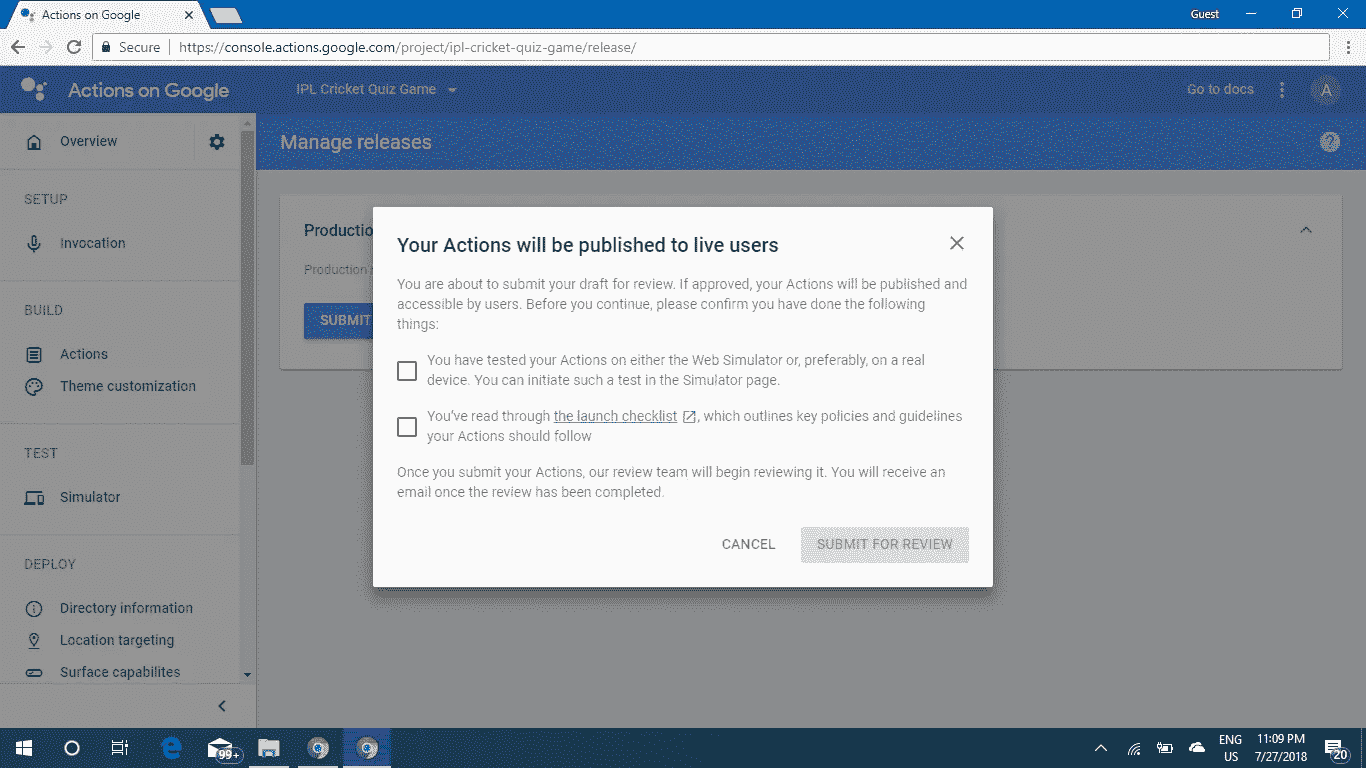 Actions on Google
Guest
Secure
https://console.actions.google.com/project/ipl-cricket-quiz-game/release/
Actions on Google
IPL Cricket Quiz Game
Go to docs
A
Overview
Manage releases
SETUP
Invocation
BUILD
Actions
Theme customization
TEST
Simulator
DEPLOY
Directory information
Location targeting
Surface capabilites
Productio
Production
SUBMIT
Your Actions will be published to live users
You are about to submit your draft for review. If approved, your Actions will be published and
accessible by users. Before you continue, please confirm you have done the following
things:
You have tested your Actions on either the Web Simulator or, preferably, on a real
device. You can initiate such a test in the Simulator page.
You've read through the launch checklist, which outlines key policies and guidelines
your Actions should follow
Once you submit your Actions, our review team will begin reviewing it. You will receive an
email once the review has been completed.
CANCEL
SUBMIT FOR REVIEW
99+
ENG
US
11:09 PM
7/27/2018
20